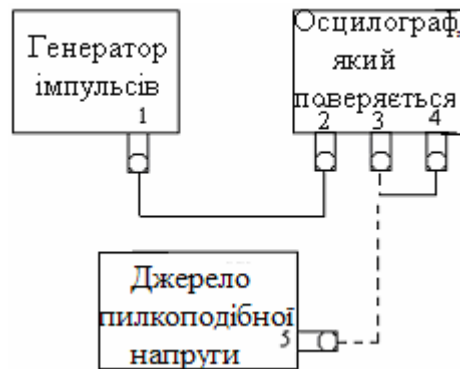 Генератор
імпульсів
1
Осцилограф,
який
поверяється
2 3 4
Джерело
пилкоподібної
напруги
5